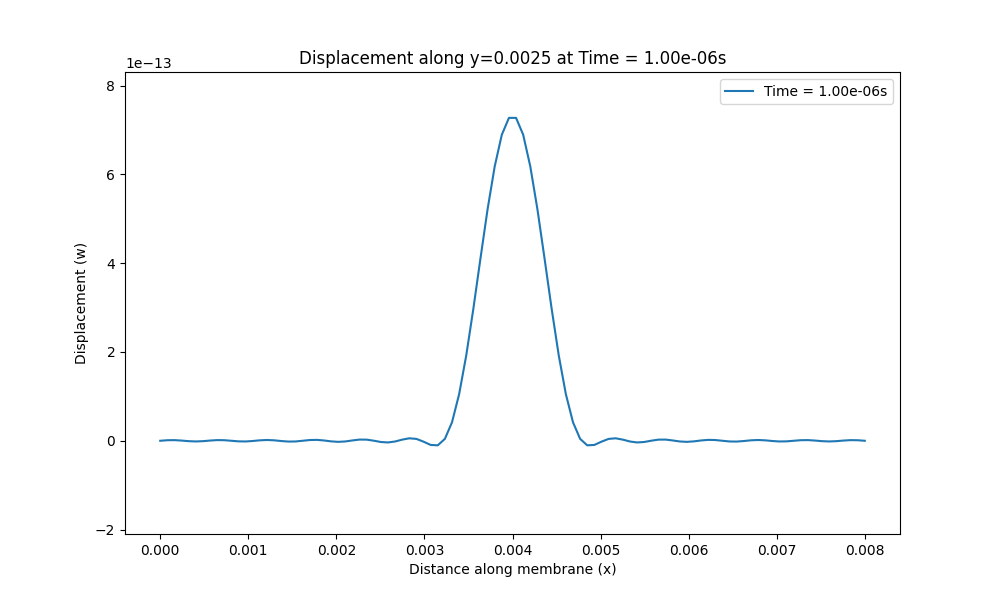 Displacement along y=0.0025 at Time = 1.00e-06s
1e−13
Time = 1.00e-06s
8
6
4
2
0
−2
Displacement (w)
0.000 0.001 0.002 0.003 0.004 0.005 0.006 0.007 0.008
Distance along membrane (x)